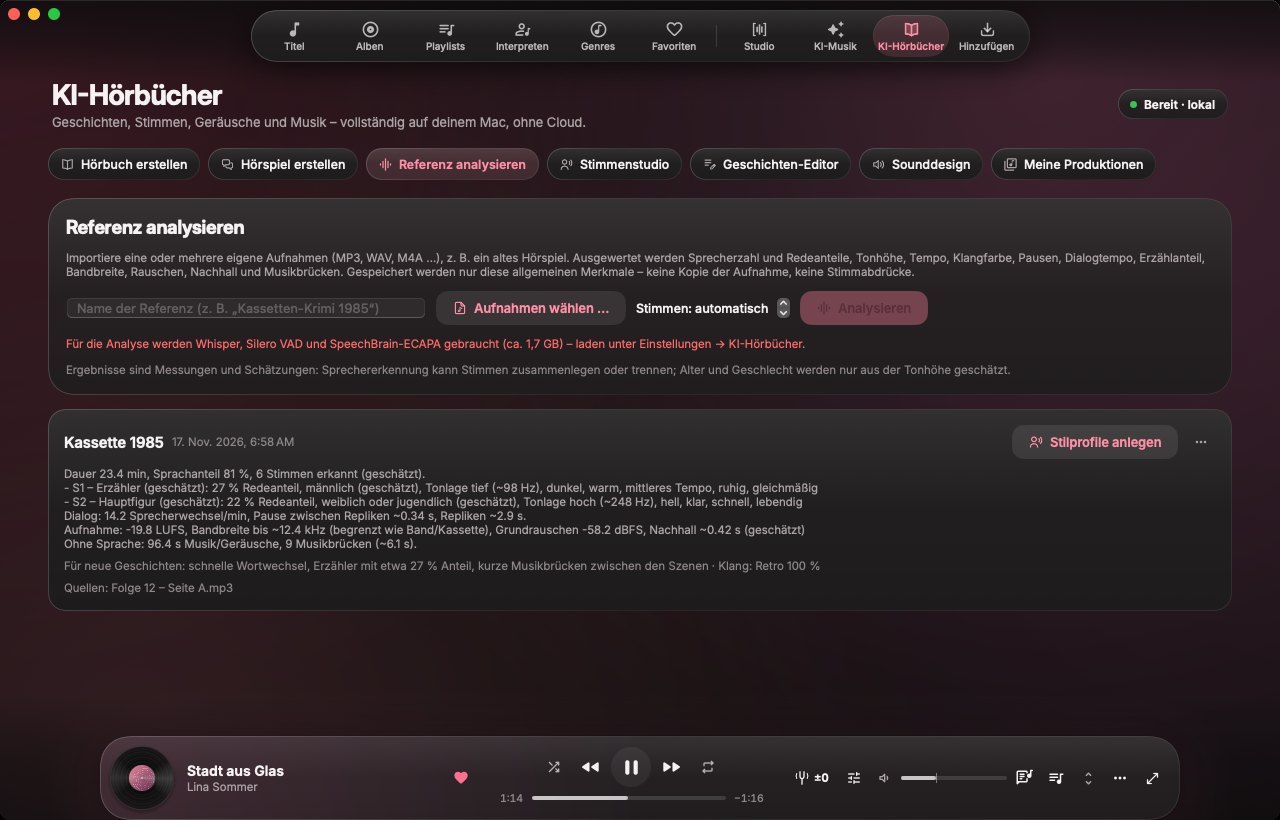 Titel
Alben
Playlists
Interpreten
Genres
Favoriten
Studio
KI-Musik
KI-Hörbücher
Hinzufügen
KI-Hörbücher
Geschichten, Stimmen, Geräusche und Musik – vollständig auf deinem Mac, ohne Cloud.
Bereit · lokal
Hörbuch erstellen
Hörspiel erstellen
Referenz analysieren
Stimmenstudio
Geschichten-Editor
Sounddesign
Meine Produktionen
Referenz analysieren
Importiere eine oder mehrere eigene Aufnahmen (MP3, WAV, M4A ...), z. B. ein altes Hörspiel. Ausgewertet werden Sprecherzahl und Redeanteile, Tonhöhe, Tempo, Klangfarbe, Pausen, Dialogtempo, Erzählanteil,
Bandbreite, Rauschen, Nachhall und Musikbrücken. Gespeichert werden nur diese allgemeinen Merkmale – keine Kopie der Aufnahme, keine Stimmabdrücke.
Name der Referenz (z. B. „Kassetten-Krimi 1985“)
Aufnahmen wählen ...
Stimmen: automatisch
Analysieren
Für die Analyse werden Whisper, Silero VAD und SpeechBrain-ECAPA gebraucht (ca. 1,7 GB) – laden unter Einstellungen → KI-Hörbücher.
Ergebnisse sind Messungen und Schätzungen: Sprechererkennung kann Stimmen zusammenlegen oder trennen; Alter und Geschlecht werden nur aus der Tonhöhe geschätzt.
Kassette 1985 17. Nov. 2026, 6:58 AM
Stilprofile anlegen
Dauer 23.4 min, Sprachanteil 81 %, 6 Stimmen erkannt (geschätzt).
- S1 – Erzähler (geschätzt): 27 % Redeanteil, männlich (geschätzt), Tonlage tief (~98 Hz), dunkel, warm, mittleres Tempo, ruhig, gleichmäßig
- S2 – Hauptfigur (geschätzt): 22 % Redeanteil, weiblich oder jugendlich (geschätzt), Tonlage hoch (~248 Hz), hell, klar, schnell, lebendig
Dialog: 14.2 Sprecherwechsel/min, Pause zwischen Repliken ~0.34 s, Repliken ~2.9 s.
Aufnahme: -19.8 LUFS, Bandbreite bis ~12.4 kHz (begrenzt wie Band/Kassette), Grundrauschen -58.2 dBFS, Nachhall ~0.42 s (geschätzt)
Ohne Sprache: 96.4 s Musik/Geräusche, 9 Musikbrücken (~6.1 s).
Für neue Geschichten: schnelle Wortwechsel, Erzähler mit etwa 27 % Anteil, kurze Musikbrücken zwischen den Szenen · Klang: Retro 100 %
Quellen: Folge 12 – Seite A.mp3
Stadt aus Glas
Lina Sommer
1:14
−1:16
±0